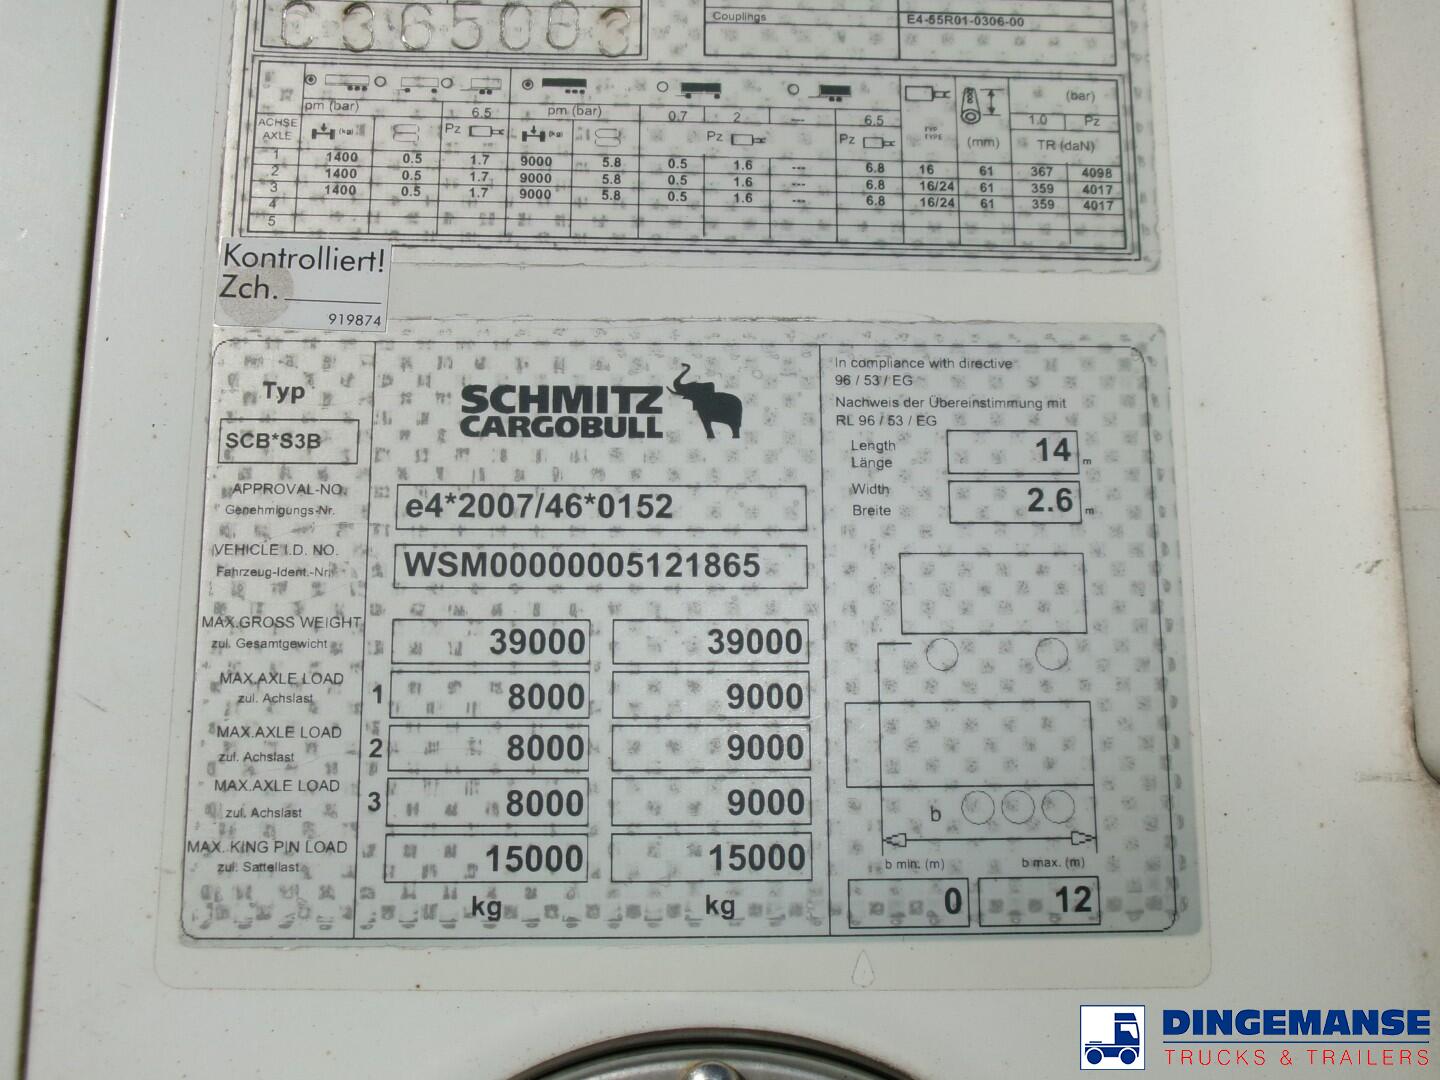 Couplings E4-55R01-0306-00
C365083
pm (bar) 6.5 pm (bar) 0.7 2 --- 6.5 (bar)
1.0 Pz
ACHSE
AXLE (kg) Pz (kg) Pz Pz TYP
TYPE (mm) TR (daN)
1 1400 0.5 1.7 9000 5.8 0.5 1.6 --- 6.8 16 61 367 4098
2 1400 0.5 1.7 9000 5.8 0.5 1.6 --- 6.8 16/24 61 359 4017
3 1400 0.5 1.7 9000 5.8 0.5 1.6 --- 6.8 16/24 61 359 4017
4
5
Kontrolliert!
Zch.
919874
Typ
SCB*S3B
SCHMITZ
CARGOBULL
APPROVAL-NO.
Genehmigungs-Nr.
e4*2007/46*0152
VEHICLE I.D. NO.
Fahrzeug-Ident.-Nr.
WSM00000005121865
MAX.GROSS WEIGHT
zul. Gesamtgewicht
39000 39000
MAX.AXLE LOAD
zul. Achslast
1 8000 9000
MAX.AXLE LOAD
zul. Achslast
2 8000 9000
MAX.AXLE LOAD
zul. Achslast
3 8000 9000
MAX. KING PIN LOAD
zul. Sattellast
15000 15000
kg kg
In compliance with directive
96 / 53 / EG
Nachweis der Übereinstimmung mit
RL 96 / 53 / EG
Length
Länge
14 m
Width
Breite
2.6 m
b
b min. (m) b max. (m)
0 12
DINGEMANSE
TRUCKS & TRAILERS